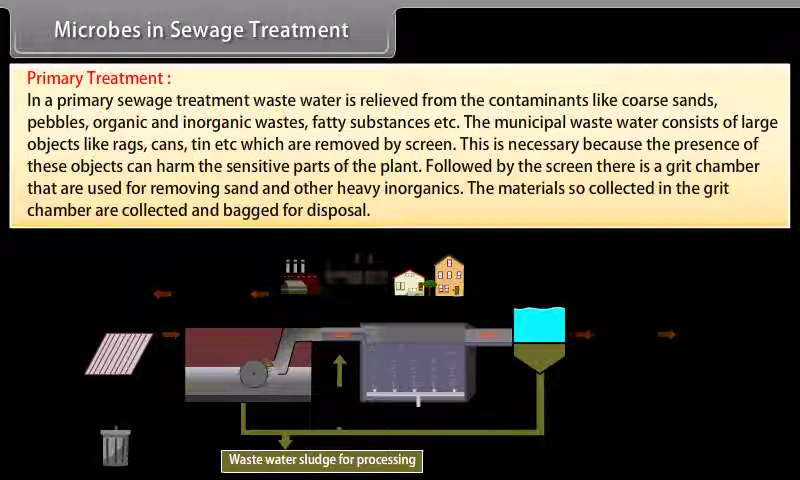 Microbes in Sewage Treatment
Primary Treatment :
In a primary sewage treatment waste water is relieved from the contaminants like coarse sands,
pebbles, organic and inorganic wastes, fatty substances etc. The municipal waste water consists of large
objects like rags, cans, tin etc which are removed by screen. This is necessary because the presence of
these objects can harm the sensitive parts of the plant. Followed by the screen there is a grit chamber
that are used for removing sand and other heavy inorganics. The materials so collected in the grit
chamber are collected and bagged for disposal.
Waste water sludge for processing